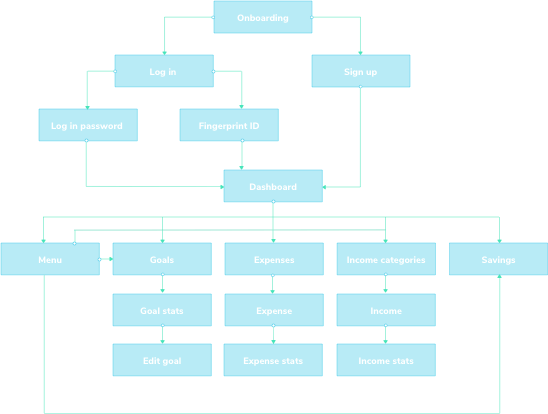 Onboarding
Log in
Sign up
Log in password
Fingerprint ID
Dashboard
Menu
Goals
Expenses
Income categories
Savings
Goal stats
Expense
Income
Edit goal
Expense stats
Income stats